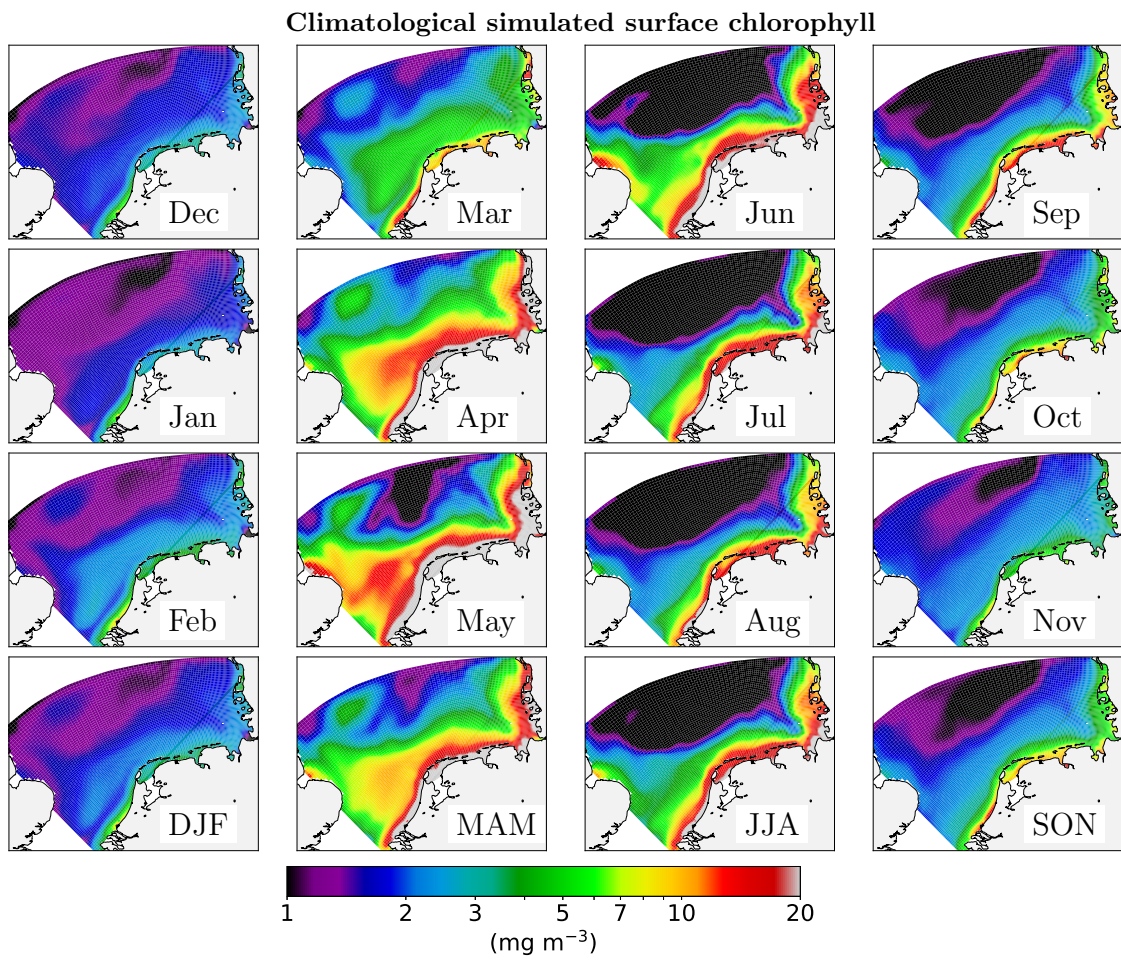 Climatological simulated surface chlorophyll
Dec Mar Jun Sep
Jan Apr Jul Oct
Feb May Aug Nov
DJF MAM JJA SON
1 2 3 5 7 10 20
(mg m⁻³)